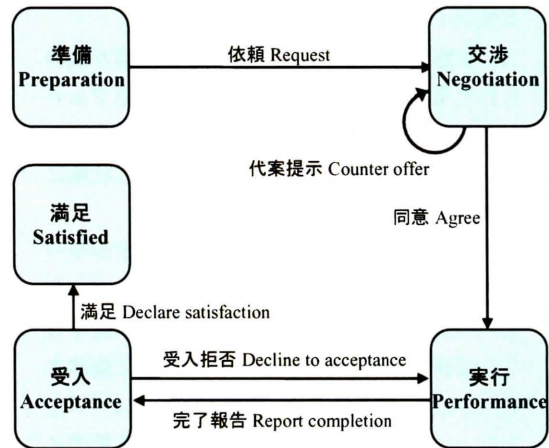 準備
Preparation
依頼 Request
交渉
Negotiation
代案提示 Counter offer
満足
Satisfied
同意 Agree
満足 Declare satisfaction
受入
Acceptance
受入拒否 Decline to acceptance
完了報告 Report completion
実行
Performance